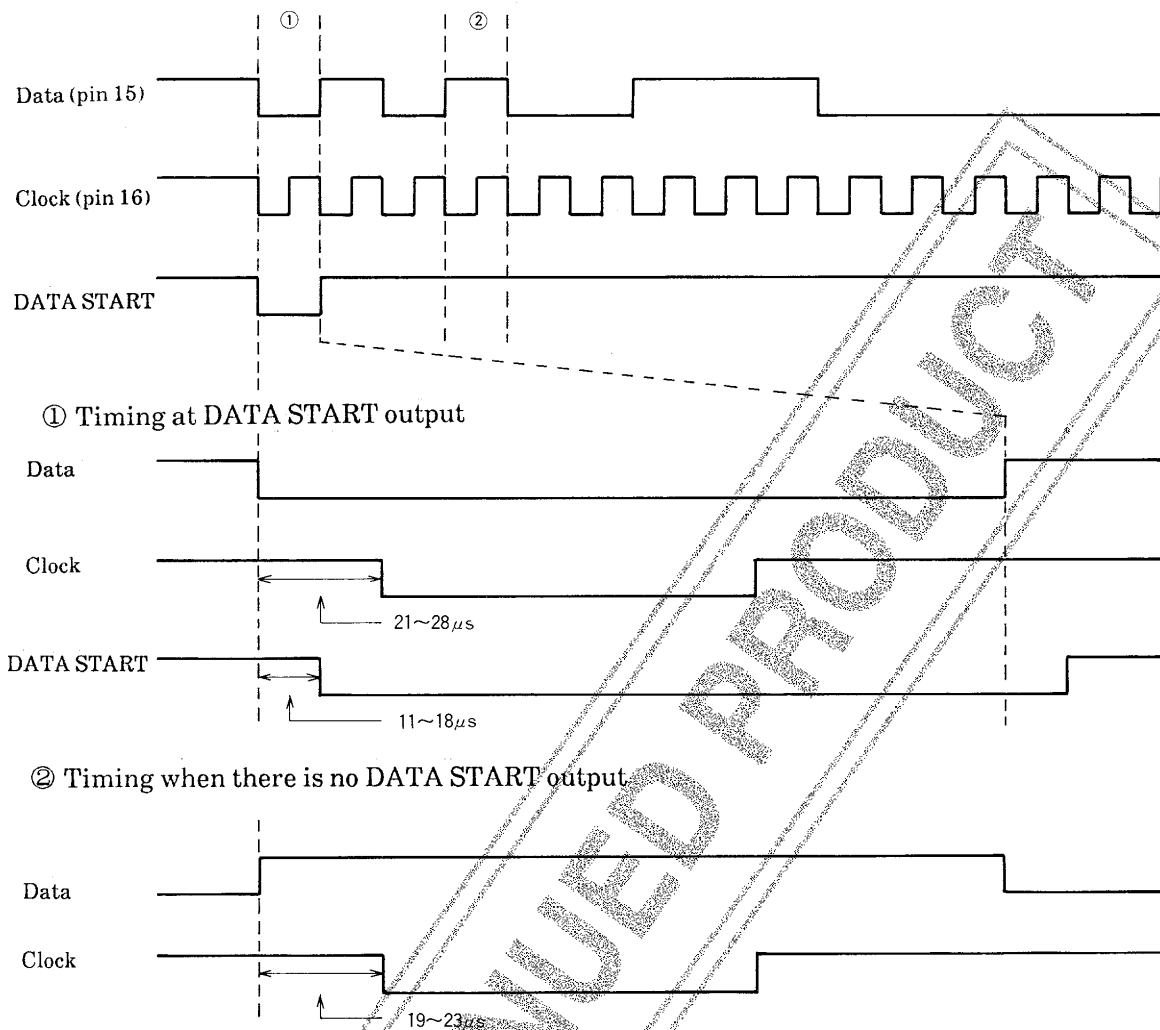 ① ②
Data (pin 15)
Clock (pin 16)
DATA START
① Timing at DATA START output
Data
Clock
21~28μs
DATA START
11~18μs
② Timing when there is no DATA START output
Data
Clock
19~23μs
NUED PRODUCT